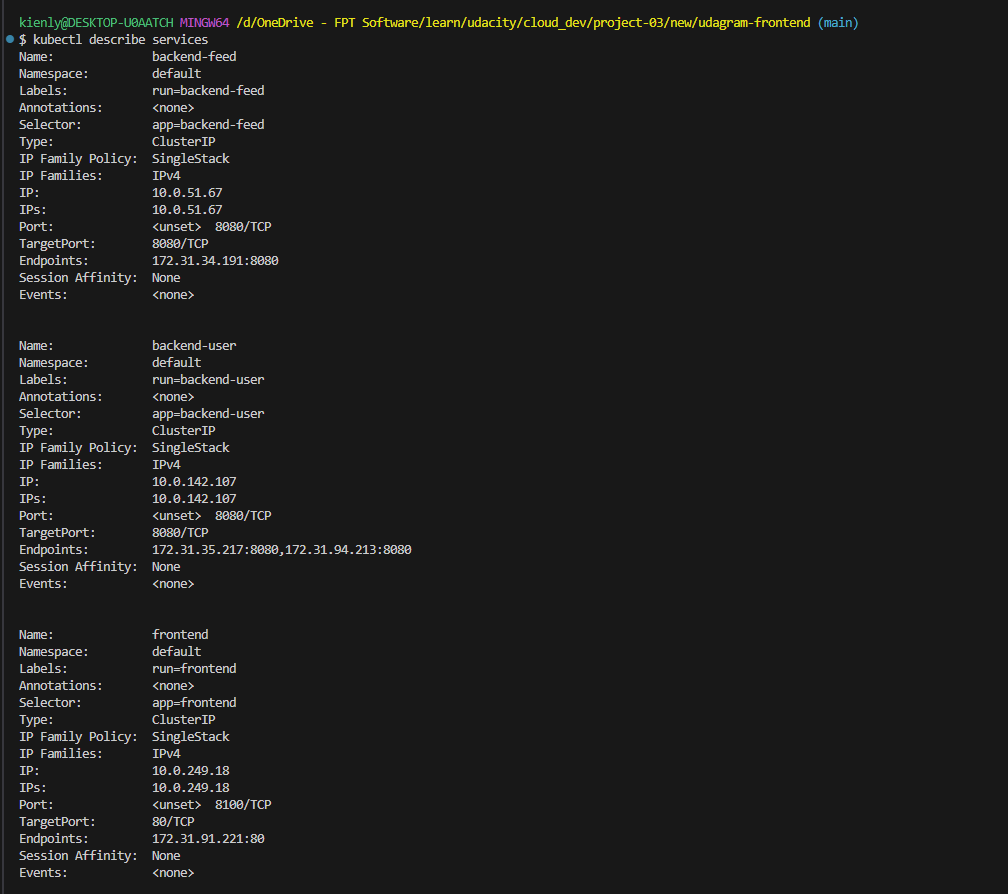 kienly@DESKTOP-U0AATCH MINGW64 /d/OneDrive - FPT Software/learn/udacity/cloud_dev/project-03/new/udagram-frontend (main)
$ kubectl describe services
Name:              backend-feed
Namespace:         default
Labels:            run=backend-feed
Annotations:       <none>
Selector:          app=backend-feed
Type:              ClusterIP
IP Family Policy:  SingleStack
IP Families:       IPv4
IP:                10.0.51.67
IPs:               10.0.51.67
Port:              <unset>  8080/TCP
TargetPort:        8080/TCP
Endpoints:         172.31.34.191:8080
Session Affinity:  None
Events:            <none>
Name:              backend-user
Namespace:         default
Labels:            run=backend-user
Annotations:       <none>
Selector:          app=backend-user
Type:              ClusterIP
IP Family Policy:  SingleStack
IP Families:       IPv4
IP:                10.0.142.107
IPs:               10.0.142.107
Port:              <unset>  8080/TCP
TargetPort:        8080/TCP
Endpoints:         172.31.35.217:8080,172.31.94.213:8080
Session Affinity:  None
Events:            <none>
Name:              frontend
Namespace:         default
Labels:            run=frontend
Annotations:       <none>
Selector:          app=frontend
Type:              ClusterIP
IP Family Policy:  SingleStack
IP Families:       IPv4
IP:                10.0.249.18
IPs:               10.0.249.18
Port:              <unset>  8100/TCP
TargetPort:        80/TCP
Endpoints:         172.31.91.221:80
Session Affinity:  None
Events:            <none>